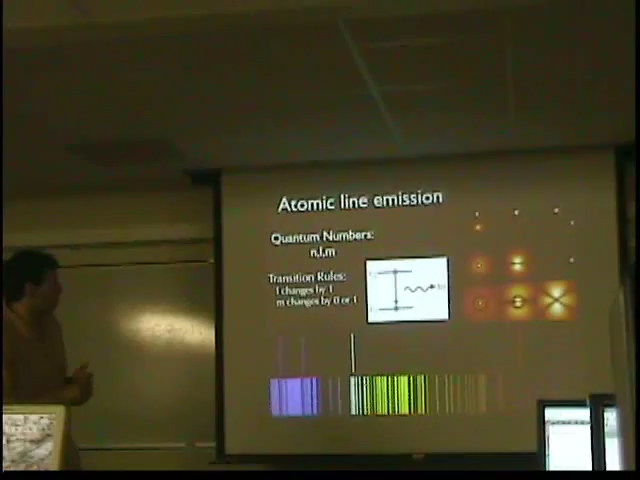 Atomic line emission
Quantum Numbers:
n,l,m
Transition Rules:
l changes by 1
m changes by 0 or 1